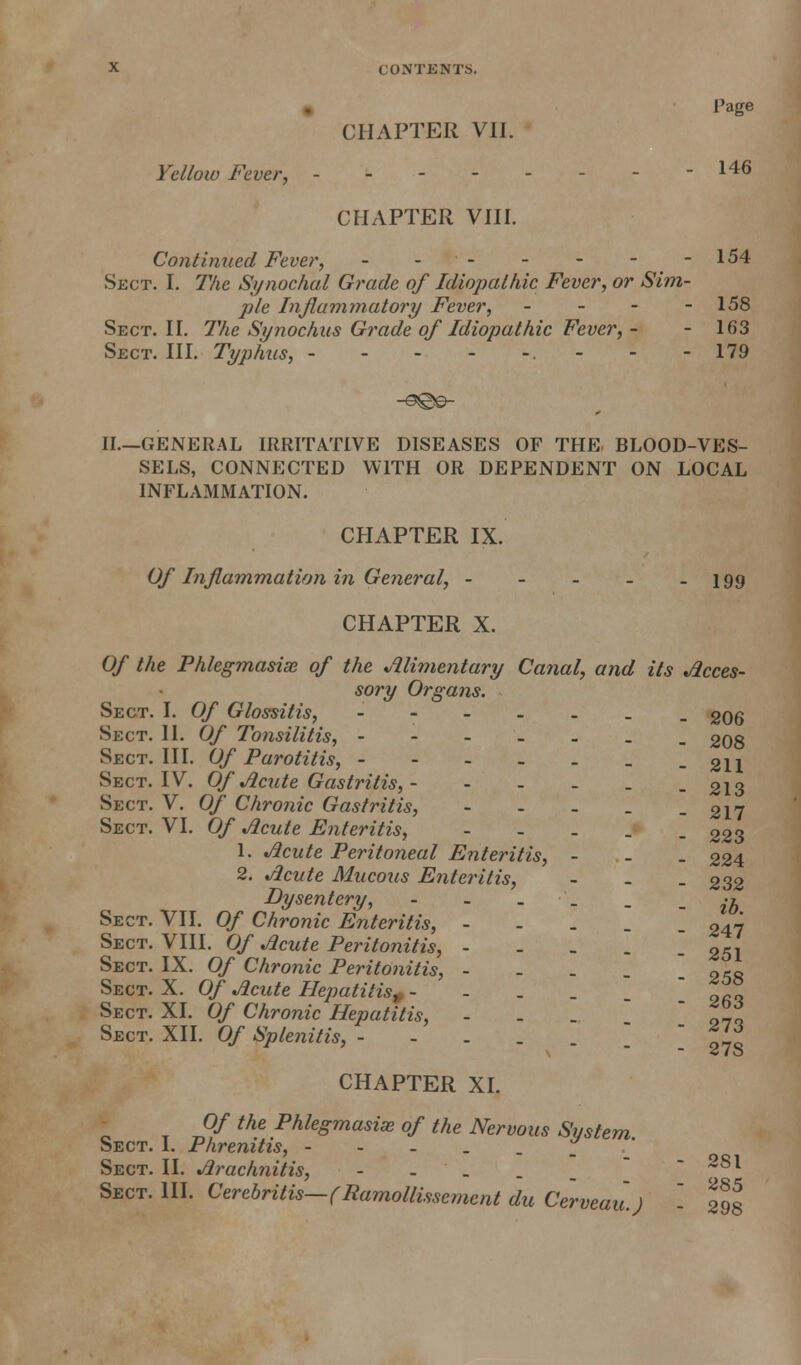 x CONTENTS.
Page
CHAPTER VII.
Yellow Fever, - - - - - - - - 146
CHAPTER VIII.
Continued Fever, - - - - - - - 154
Sect. I. The Synochal Grade of Idiopathic Fever, or Sim-
ple Inflammatory Fever, - - - - 158
Sect. II. The Synochus Grade of Idiopathic Fever, - - 163
Sect. III. Typhus, - - - - - - - - 179
II.—GENERAL IRRITATIVE DISEASES OF THE BLOOD-VES-
SELS, CONNECTED WITH OR DEPENDENT ON LOCAL
INFLAMMATION.
CHAPTER IX.
Of Inflammation in General, - - - - - 199
CHAPTER X.
Of the Phlegmasiæ of the Alimentary Canal, and its Acces-
sory Organs.
Sect. I. Of Glossitis, - - - - - - - 206
Sect. II. Of Tonsilitis, - - - - - - - 208
Sect. III. Of Parotitis, - - - - - - - 211
Sect. IV. Of Acute Gastritis, - - - - - - 213
Sect. V. Of Chronic Gastritis, - - - - - 217
Sect. VI. Of Acute Enteritis, - - - - - 223
1. Acute Peritoneal Enteritis, - - - 224
2. Acute Mucous Enteritis, - - - 232
Dysentery, - - - - - - ib.
Sect. VII. Of Chronic Enteritis, - - - - - 247
Sect. VIII. Of Acute Peritonitis, - - - - - 251
Sect. IX. Of Chronic Peritonitis, - - - - - 258
Sect. X. Of Acute Hepatitis, - - - - - - 263
Sect. XI. Of Chronic Hepatitis, - - - - - 273
Sect. XII. Of Splenitis, - - - - - - - 278
CHAPTER XI.
Of the Phlegmasiæ of the Nervous System.
Sect. I. Phrenitis, - - - - - - - - 281
Sect. II. Arachnitis, - - - - - - - 285
Sect. III. Cerebritis—(Ramollissement du Cerveau.) - - 298